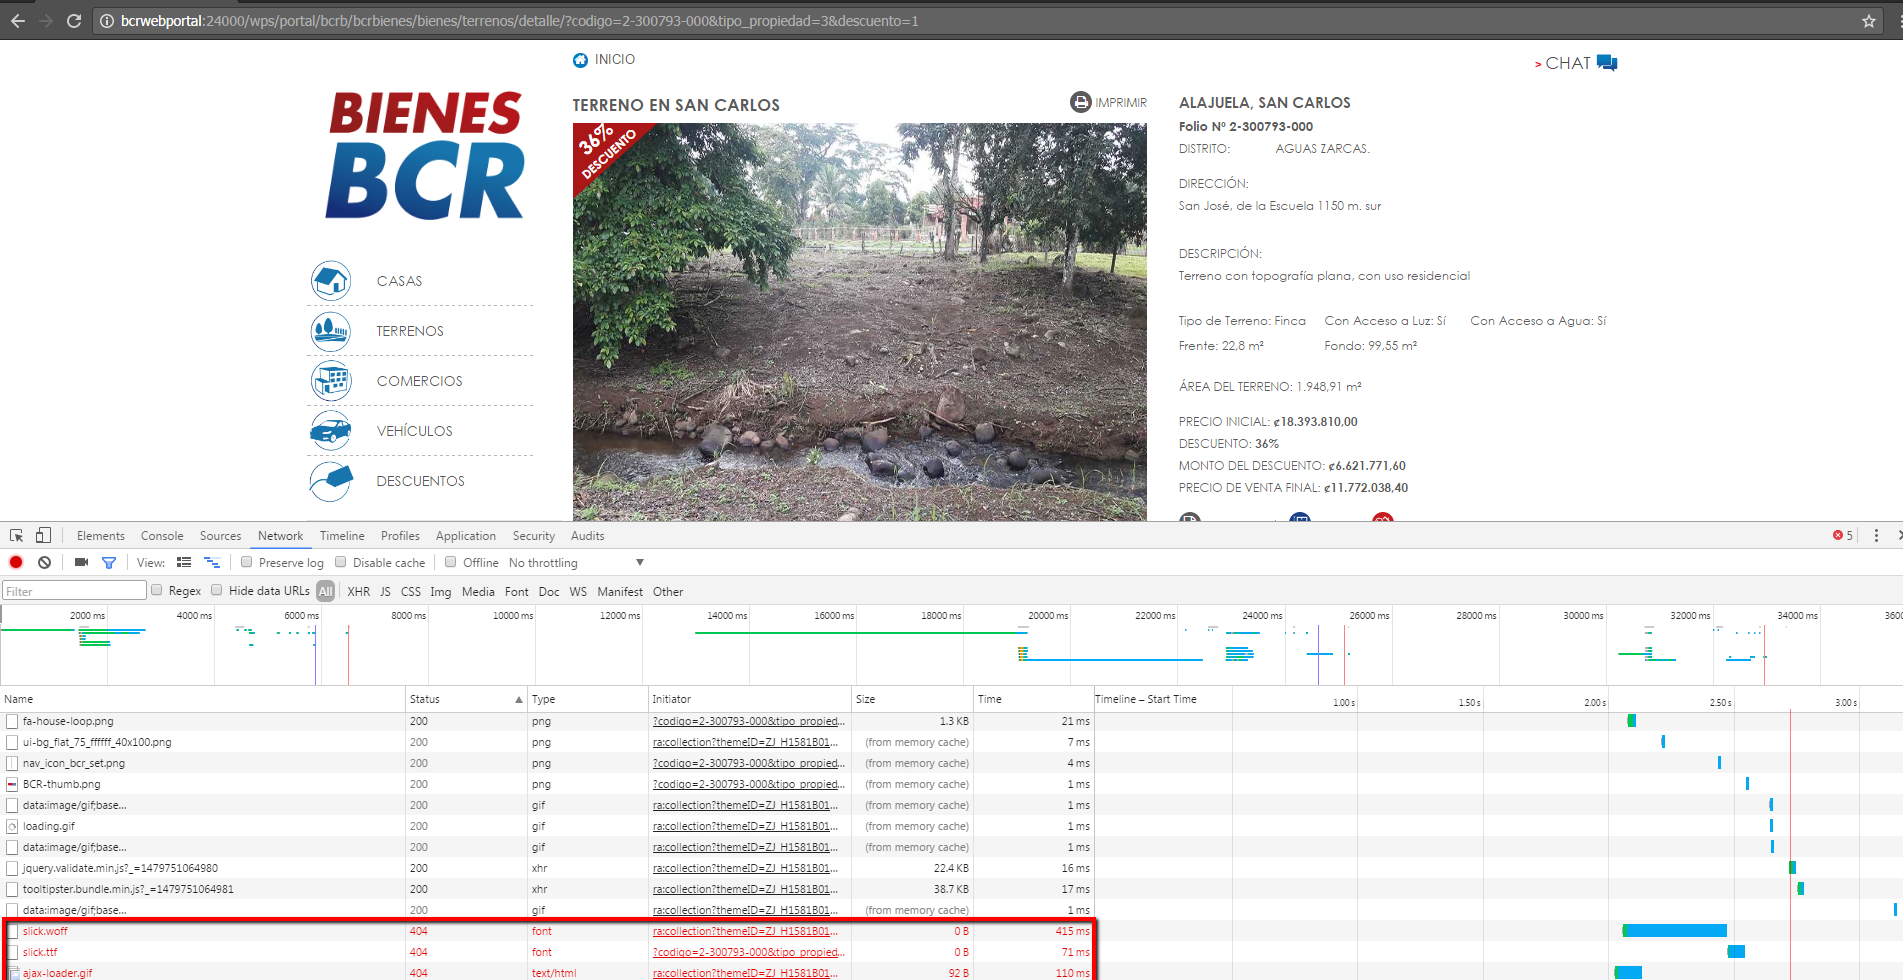 bcrwebportal:24000/wps/portal/bcrb/bcrbienes/bienes/terrenos/detalle/?codigo=2-300793-000&tipo_propiedad=3&descuento=1
INICIO
> CHAT
BIENES
BCR
CASAS
TERRENOS
COMERCIOS
VEHÍCULOS
DESCUENTOS
TERRENO EN SAN CARLOS
IMPRIMIR
36%
DESCUENTO
ALAJUELA, SAN CARLOS
Folio Nº 2-300793-000
DISTRITO: AGUAS ZARCAS.
DIRECCIÓN:
San José, de la Escuela 1150 m. sur
DESCRIPCIÓN:
Terreno con topografía plana, con uso residencial
Tipo de Terreno: Finca Con Acceso a Luz: Sí Con Acceso a Agua: Sí
Frente: 22,8 m² Fondo: 99,55 m²
ÁREA DEL TERRENO: 1.948,91 m²
PRECIO INICIAL: ¢18.393.810,00
DESCUENTO: 36%
MONTO DEL DESCUENTO: ¢6.621.771,60
PRECIO DE VENTA FINAL: ¢11.772.038,40
Elements Console Sources Network Timeline Profiles Application Security Audits 5
View: Preserve log Disable cache Offline No throttling
Filter Regex Hide data URLs All XHR JS CSS Img Media Font Doc WS Manifest Other
2000 ms 4000 ms 6000 ms 8000 ms 10000 ms 12000 ms 14000 ms 16000 ms 18000 ms 20000 ms 22000 ms 24000 ms 26000 ms 28000 ms 30000 ms 32000 ms 34000 ms 3600
Name Status Type Initiator Size Time Timeline – Start Time 1.00 s 1.50 s 2.00 s 2.50 s 3.00 s
fa-house-loop.png 200 png ?codigo=2-300793-000&tipo_propied... 1.3 KB 21 ms
ui-bg_flat_75_ffffff_40x100.png 200 png ra:collection?themeID=ZJ_H1581B01... (from memory cache) 7 ms
nav_icon_bcr_set.png 200 png ?codigo=2-300793-000&tipo_propied... (from memory cache) 4 ms
BCR-thumb.png 200 png ?codigo=2-300793-000&tipo_propied... (from memory cache) 1 ms
data:image/gif;base... 200 gif ra:collection?themeID=ZJ_H1581B01... (from memory cache) 1 ms
loading.gif 200 gif ra:collection?themeID=ZJ_H1581B01... (from memory cache) 1 ms
data:image/gif;base... 200 gif ra:collection?themeID=ZJ_H1581B01... (from memory cache) 1 ms
jquery.validate.min.js?_=1479751064980 200 xhr ra:collection?themeID=ZJ_H1581B01... 22.4 KB 16 ms
tooltipster.bundle.min.js?_=1479751064981 200 xhr ra:collection?themeID=ZJ_H1581B01... 38.7 KB 17 ms
data:image/gif;base... 200 gif ra:collection?themeID=ZJ_H1581B01... (from memory cache) 1 ms
slick.woff 404 font ra:collection?themeID=ZJ_H1581B01... 0 B 415 ms
slick.ttf 404 font ?codigo=2-300793-000&tipo_propied... 0 B 71 ms
ajax-loader.gif 404 text/html ra:collection?themeID=ZJ_H1581B01... 92 B 110 ms